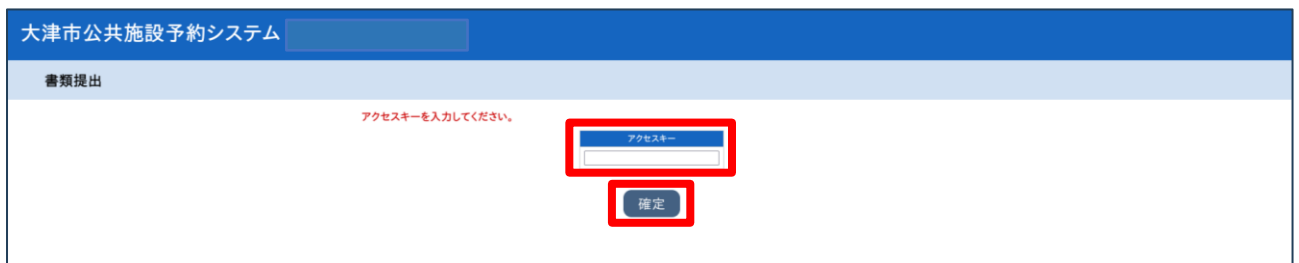 大津市公共施設予約システム
書類提出
アクセスキーを入力してください。
アクセスキー
確定